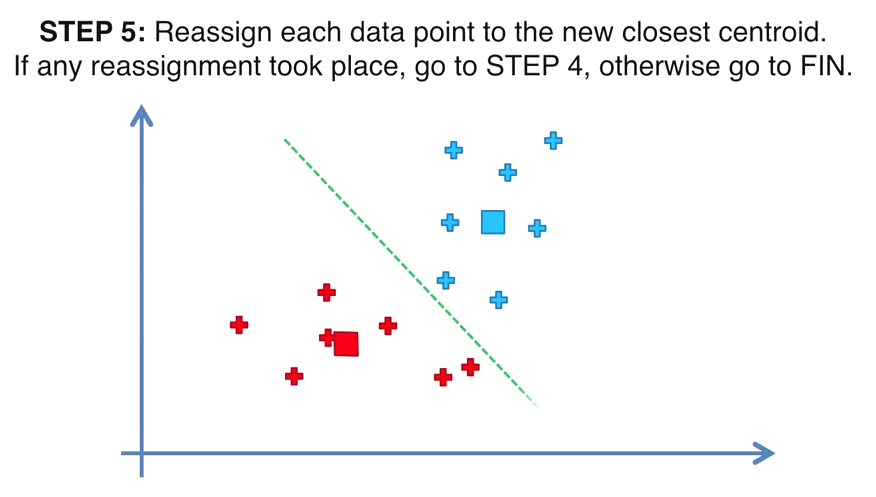 STEP 5: Reassign each data point to the new closest centroid.
If any reassignment took place, go to STEP 4, otherwise go to FIN.